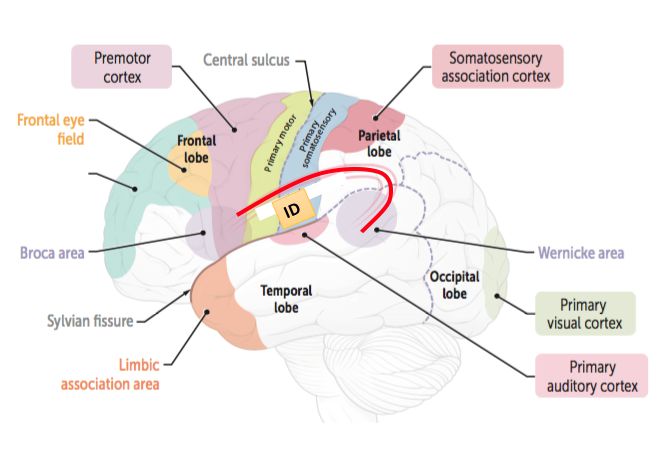 Premotor
cortex
Central sulcus
Somatosensory
association cortex
Frontal eye
field
Frontal
lobe
Primary motor
Primary
somatosensory
Parietal
lobe
ID
Broca area
Wernicke area
Temporal
lobe
Occipital
lobe
Sylvian fissure
Primary
visual cortex
Limbic
association area
Primary
auditory cortex